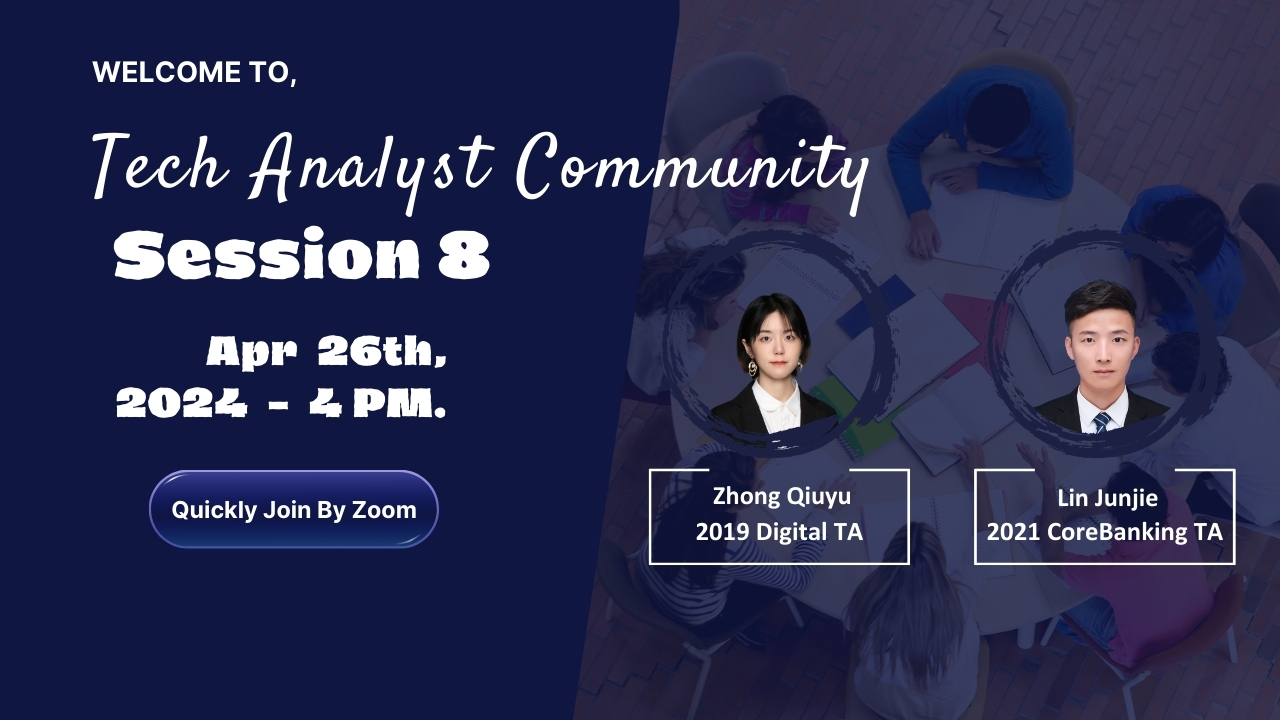 WELCOME TO,
Tech Analyst Community
Session 8
Apr 26th,
2024 - 4 PM.
Quickly Join By Zoom
Zhong Qiuyu
2019 Digital TA
Lin Junjie
2021 CoreBanking TA